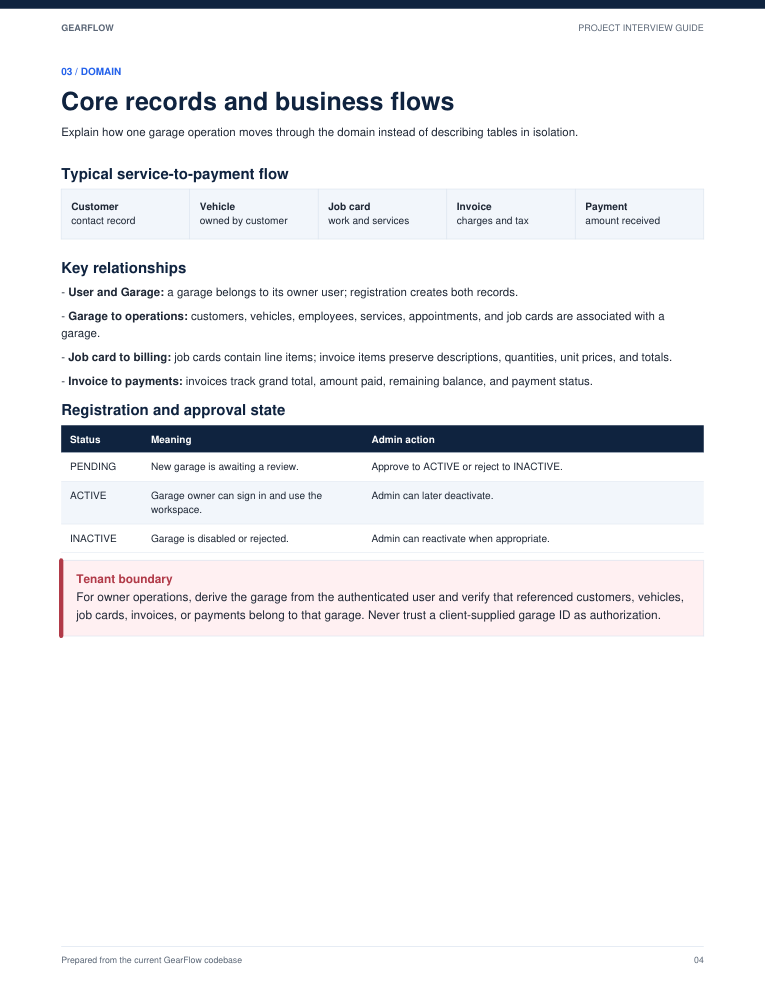 GEARFLOW
PROJECT INTERVIEW GUIDE
03 / DOMAIN
Core records and business flows
Explain how one garage operation moves through the domain instead of describing tables in isolation.
Typical service-to-payment flow
Customer
contact record
Vehicle
owned by customer
Job card
work and services
Invoice
charges and tax
Payment
amount received
Key relationships
- User and Garage: a garage belongs to its owner user; registration creates both records.
- Garage to operations: customers, vehicles, employees, services, appointments, and job cards are associated with a
garage.
- Job card to billing: job cards contain line items; invoice items preserve descriptions, quantities, unit prices, and totals.
- Invoice to payments: invoices track grand total, amount paid, remaining balance, and payment status.
Registration and approval state
Status Meaning Admin action
PENDING New garage is awaiting a review. Approve to ACTIVE or reject to INACTIVE.
ACTIVE Garage owner can sign in and use the Admin can later deactivate.
workspace.
INACTIVE Garage is disabled or rejected. Admin can reactivate when appropriate.
Tenant boundary
For owner operations, derive the garage from the authenticated user and verify that referenced customers, vehicles,
job cards, invoices, or payments belong to that garage. Never trust a client-supplied garage ID as authorization.
Prepared from the current GearFlow codebase
04